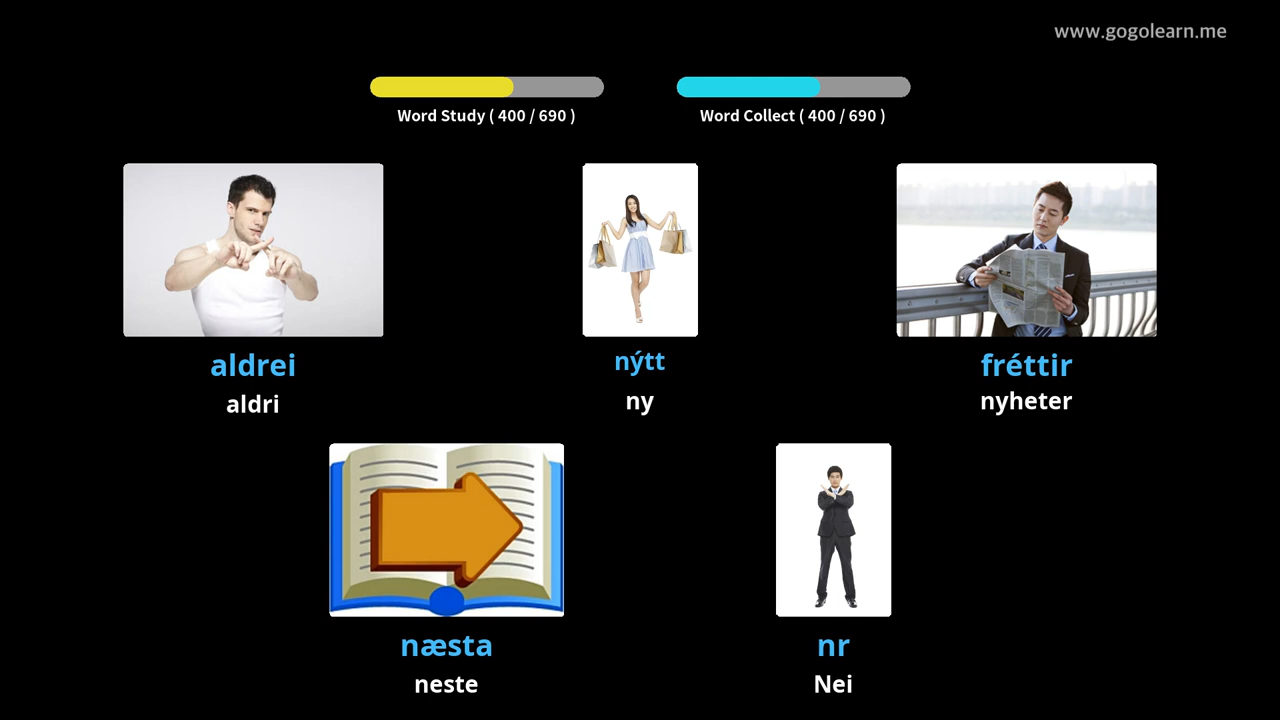 www.gogolearn.me
Word Study ( 400 / 690 )
Word Collect ( 400 / 690 )
aldrei
aldri
nýtt
ny
fréttir
nyheter
næsta
neste
nr
Nei